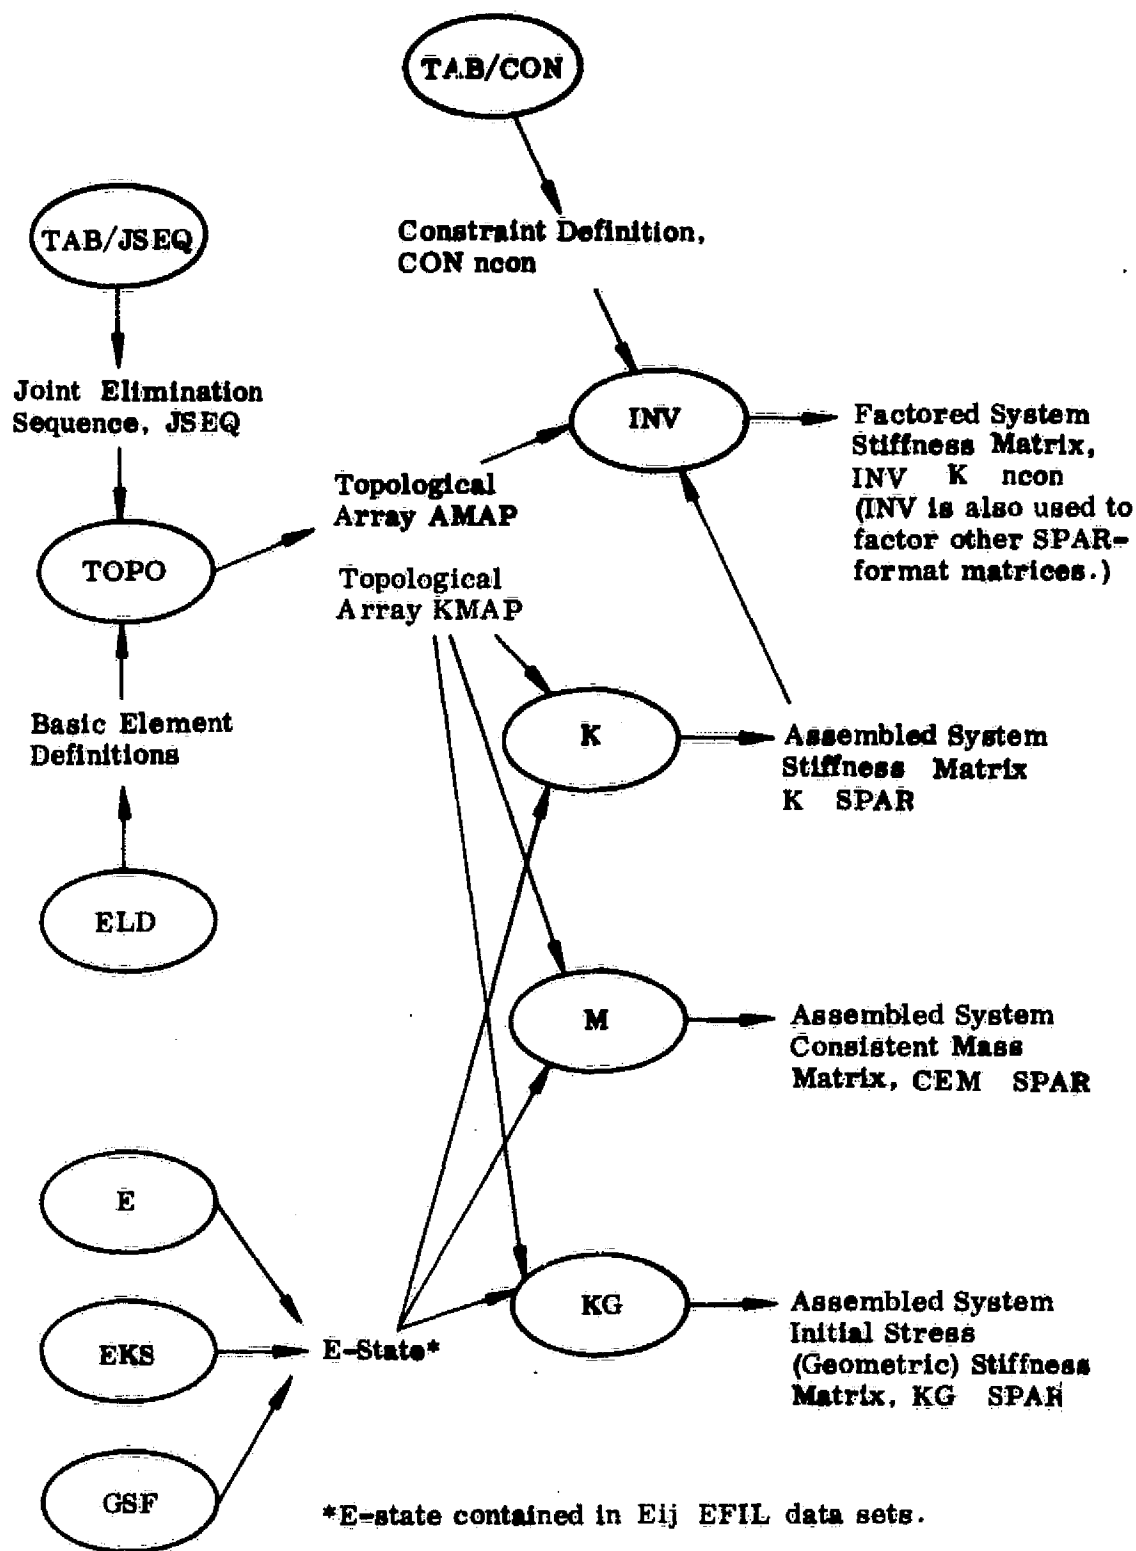 TAB/CON
TAB/JSEQ
Constraint Definition,
CON ncon
Joint Elimination
Sequence, JSEQ
INV
Factored System
Stiffness Matrix,
INV K ncon
(INV is also used to
factor other SPAR-
format matrices.)
Topological
Array AMAP
TOPO
Topological
Array KMAP
Basic Element
Definitions
K
Assembled System
Stiffness Matrix
K SPAR
ELD
M
Assembled System
Consistent Mass
Matrix, CEM SPAR
E
EKS
E-State*
KG
Assembled System
Initial Stress
(Geometric) Stiffness
Matrix, KG SPAR
GSF
*E-state contained in Eij EFIL data sets.